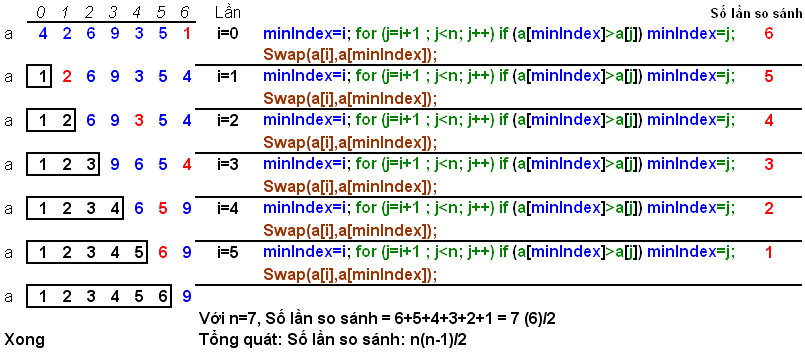 0 1 2 3 4 5 6 Lần Số lần so sánh
a 4 2 6 9 3 5 1 i=0 minIndex=i; for (j=i+1 ; j<n; j++) if (a[minIndex]>a[j]) minIndex=j; 6
Swap(a[i],a[minIndex]);
a 1 2 6 9 3 5 4 i=1 minIndex=i; for (j=i+1 ; j<n; j++) if (a[minIndex]>a[j]) minIndex=j; 5
Swap(a[i],a[minIndex]);
a 1 2 6 9 3 5 4 i=2 minIndex=i; for (j=i+1 ; j<n; j++) if (a[minIndex]>a[j]) minIndex=j; 4
Swap(a[i],a[minIndex]);
a 1 2 3 9 6 5 4 i=3 minIndex=i; for (j=i+1 ; j<n; j++) if (a[minIndex]>a[j]) minIndex=j; 3
Swap(a[i],a[minIndex]);
a 1 2 3 4 6 5 9 i=4 minIndex=i; for (j=i+1 ; j<n; j++) if (a[minIndex]>a[j]) minIndex=j; 2
Swap(a[i],a[minIndex]);
a 1 2 3 4 5 6 9 i=5 minIndex=i; for (j=i+1 ; j<n; j++) if (a[minIndex]>a[j]) minIndex=j; 1
Swap(a[i],a[minIndex]);
a 1 2 3 4 5 6 9
Với n=7, Số lần so sánh = 6+5+4+3+2+1 = 7 (6)/2
Xong Tổng quát: Số lần so sánh: n(n-1)/2